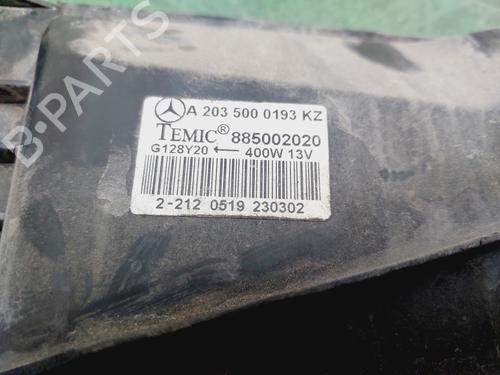 A 203 500 0193 KZ
TEMIC® 885002020
G128Y20 ← 400W 13V
2-212 0519 230302
B-PARTS